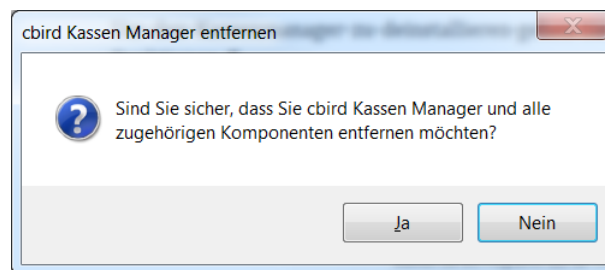 cbird Kassen Manager entfernen
Sind Sie sicher, dass Sie cbird Kassen Manager und alle
zugehörigen Komponenten entfernen möchten?
Ja
Nein